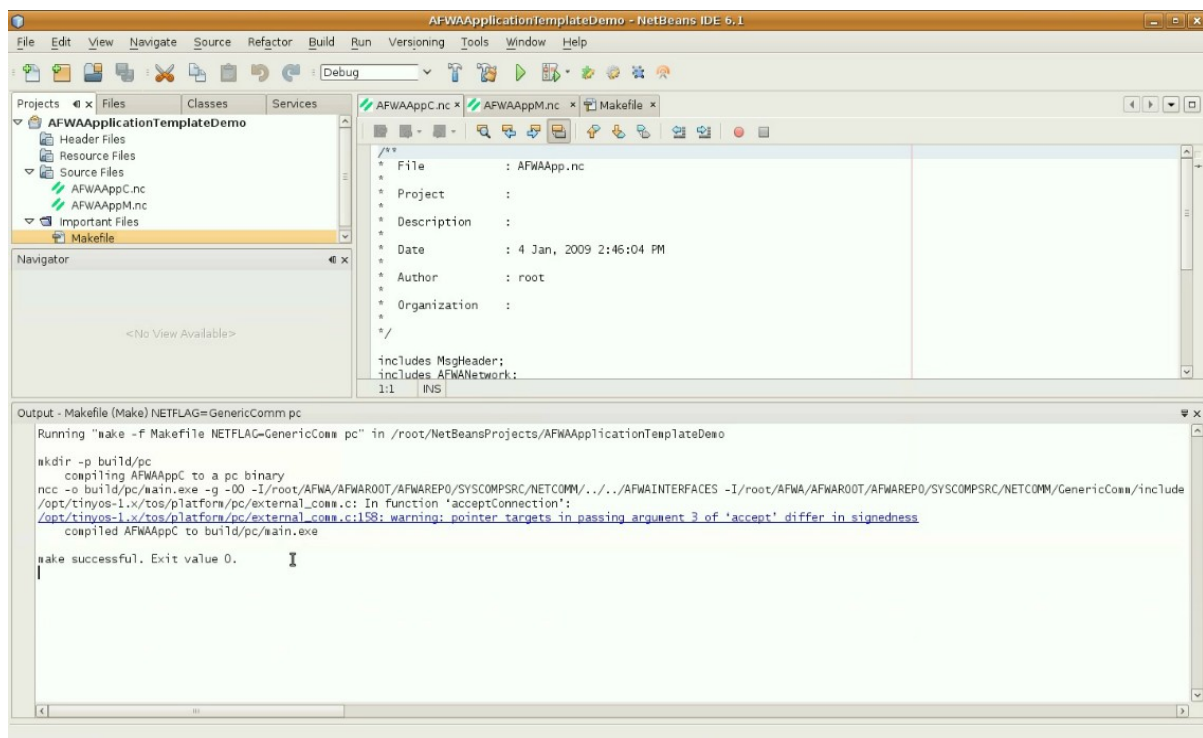 AFWAApplicationTemplateDemo - NetBeans IDE 6.1
File Edit View Navigate Source Refactor Build Run Versioning Tools Window Help
Debug
Projects Files Classes Services
AFWAApplicationTemplateDemo
Header Files
Resource Files
Source Files
AFWAAppC.nc
AFWAAppM.nc
Important Files
Makefile
Navigator
<No View Available>
AFWAAppC.nc AFWAAppM.nc Makefile
/**
* File : AFWAApp.nc
*
* Project :
*
* Description :
*
* Date : 4 Jan, 2009 2:46:04 PM
*
* Author : root
*
* Organization :
*
*/
includes MsgHeader;
includes AFWANetwork;
1:1 INS
Output - Makefile (Make) NETFLAG=GenericComm pc
Running "make -f Makefile NETFLAG=GenericComm pc" in /root/NetBeansProjects/AFWAApplicationTemplateDemo
mkdir -p build/pc
compiling AFWAAppC to a pc binary
ncc -o build/pc/main.exe -g -O0 -I/root/AFWA/AFWAROOT/AFWAREPO/SYSCOMPSRC/NETCOMM/../../AFWAINTERFACES -I/root/AFWA/AFWAROOT/AFWAREPO/SYSCOMPSRC/NETCOMM/GenericComm/include
/opt/tinyos-1.x/tos/platform/pc/external_comm.c: In function ‘acceptConnection’:
/opt/tinyos-1.x/tos/platform/pc/external_comm.c:158: warning: pointer targets in passing argument 3 of ‘accept’ differ in signedness
compiled AFWAAppC to build/pc/main.exe
make successful. Exit value 0.